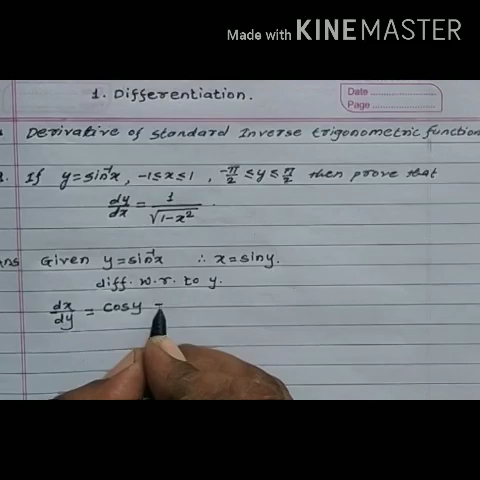 Made with KINEMASTER
1. Differentiation.
Date ................
Page ................
Derivative of standard Inverse trigonometric function
If y=sin⁻¹x, -1≤x≤1, -π/2 ≤y≤ π/2 then prove that
dy/dx = 1/√1-x² .
Ans Given y=sin⁻¹x ∴ x=siny.
diff. w.r. to y.
dx/dy = cosy -